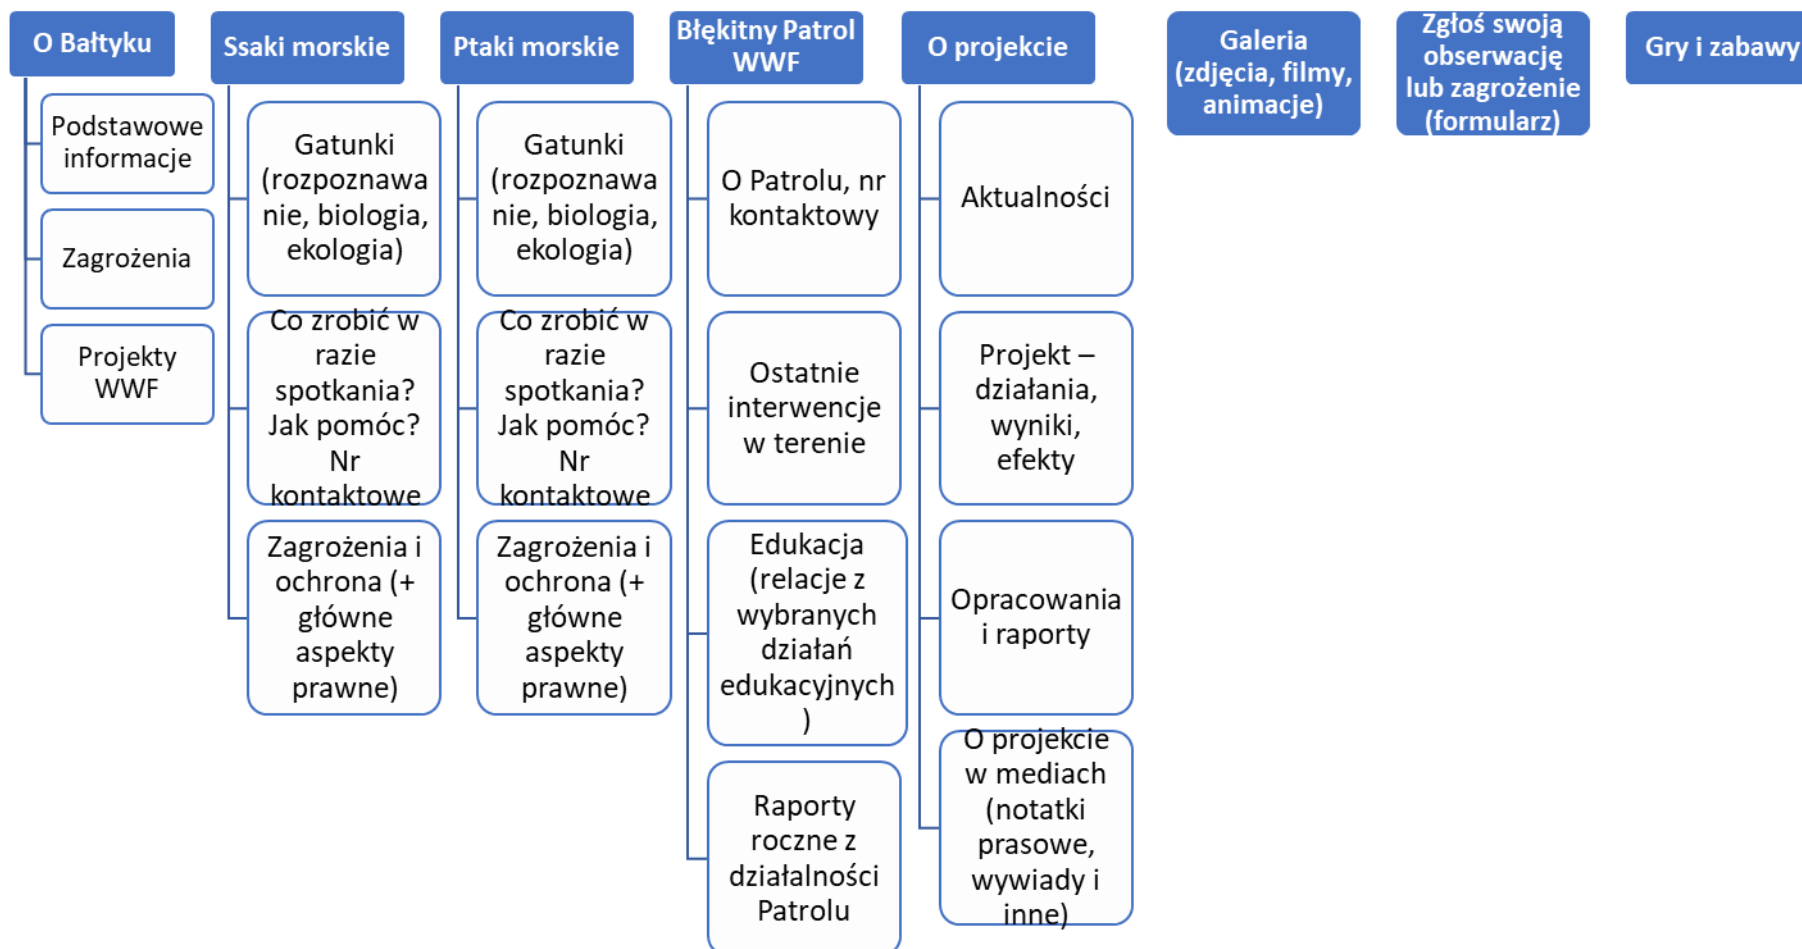 O Bałtyku
Podstawowe
informacje
Zagrożenia
Projekty
WWF
Ssaki morskie
Gatunki
(rozpoznawa
nie, biologia,
ekologia)
Co zrobić w
razie
spotkania?
Jak pomóc?
Nr
kontaktowe
Zagrożenia i
ochrona (+
główne
aspekty
prawne)
Ptaki morskie
Gatunki
(rozpoznawa
nie, biologia,
ekologia)
Co zrobić w
razie
spotkania?
Jak pomóc?
Nr
kontaktowe
Zagrożenia i
ochrona (+
główne
aspekty
prawne)
Błękitny Patrol
WWF
O Patrolu, nr
kontaktowy
Ostatnie
interwencje
w terenie
Edukacja
(relacje z
wybranych
działań
edukacyjnych
)
Raporty
roczne z
działalności
Patrolu
O projekcie
Aktualności
Projekt –
działania,
wyniki,
efekty
Opracowania
i raporty
O projekcie
w mediach
(notatki
prasowe,
wywiady i
inne)
Galeria
(zdjęcia, filmy,
animacje)
Zgłoś swoją
obserwację
lub zagrożenie
(formularz)
Gry i zabawy